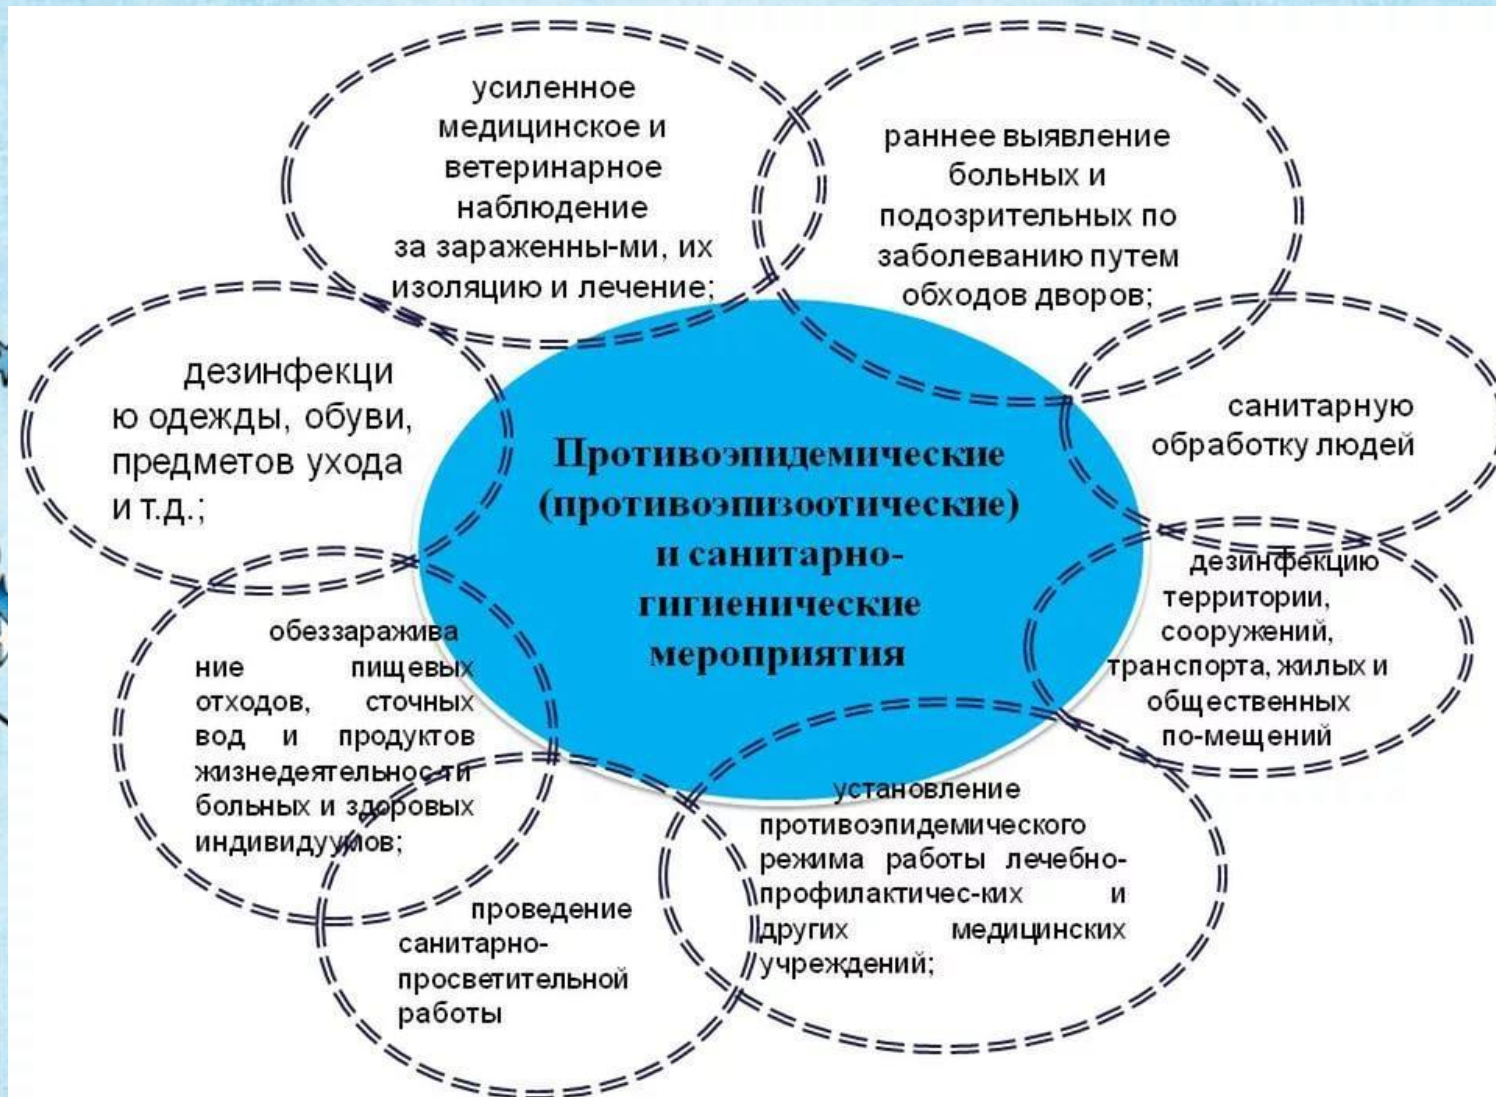 усиленное
медицинское и
ветеринарное
наблюдение
за зараженны-ми, их
изоляцию и лечение;
раннее выявление
больных и
подозрительных по
заболеванию путем
обходов дворов;
санитарную
обработку людей
дезинфекцию
территории,
сооружений,
транспорта, жилых и
общественных
по-мещений
установление
противоэпидемического
режима работы лечебно-
профилактичес-ких и
других медицинских
учреждений;
проведение
санитарно-
просветительной
работы
обеззаражива
ние пищевых
отходов, сточных
вод и продуктов
жизнедеятельнос-ти
больных и здоровых
индивидуумов;
дезинфекци
ю одежды, обуви,
предметов ухода
и т.д.;
Противоэпидемические
(противоэпизоотические)
и санитарно-
гигиенические
мероприятия